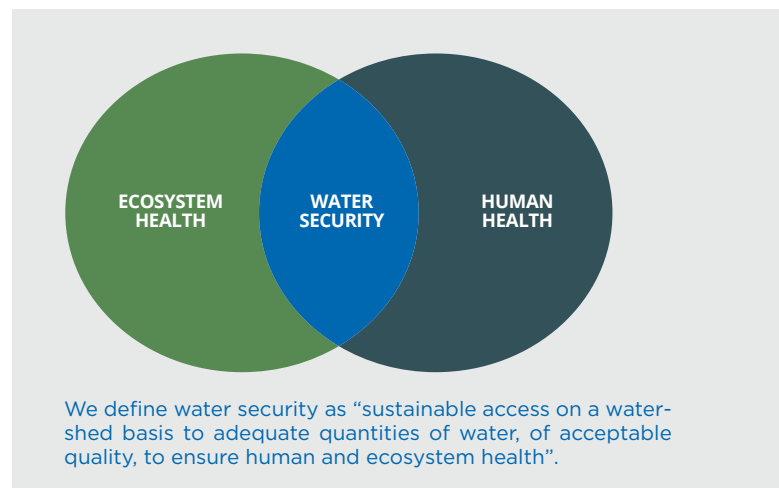 ECOSYSTEM HEALTH
WATER SECURITY
HUMAN HEALTH
We define water security as “sustainable access on a water-
shed basis to adequate quantities of water, of acceptable
quality, to ensure human and ecosystem health”.